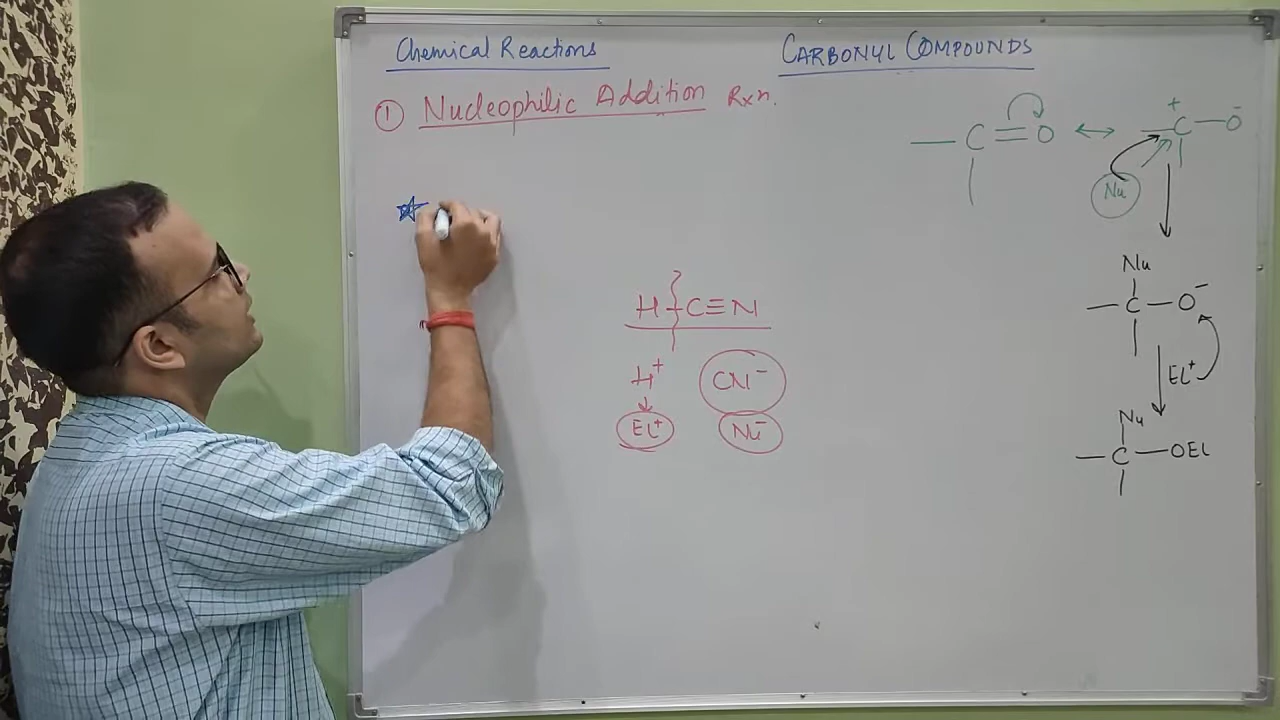 Chemical Reactions
CARBONYL COMPOUNDS
① Nucleophilic Addition Rxn.
— C = O ↔ — C⁺ — O⁻
Nu
Nu
— C — O⁻
El⁺
Nu
— C — OEl
H — C ≡ N
H⁺ CN⁻
El⁺ Nu⁻